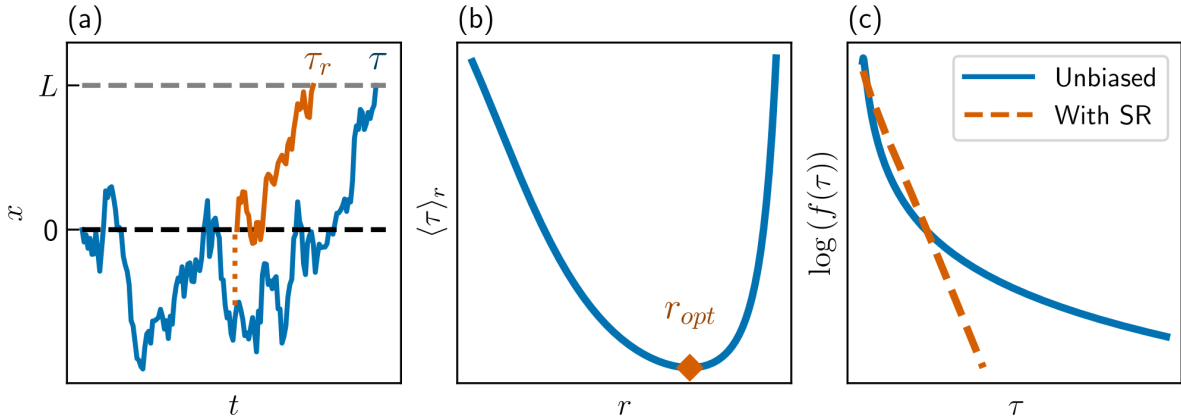 (a)
τ_r
τ
L
0
x
t
(b)
⟨τ⟩_r
r_opt
r
(c)
Unbiased
With SR
log (f(τ))
τ